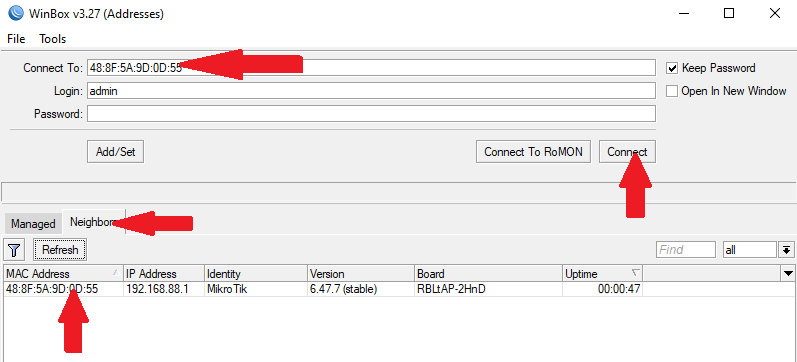 WinBox v3.27 (Addresses)
File Tools
Connect To: 48:8F:5A:9D:0D:55 Keep Password
Login: admin Open In New Window
Password:
Add/Set Connect To RoMON Connect
Managed Neighbors
Refresh Find all
MAC Address IP Address Identity Version Board Uptime
48:8F:5A:9D:0D:55 192.168.88.1 MikroTik 6.47.7 (stable) RBLtAP-2HnD 00:00:47